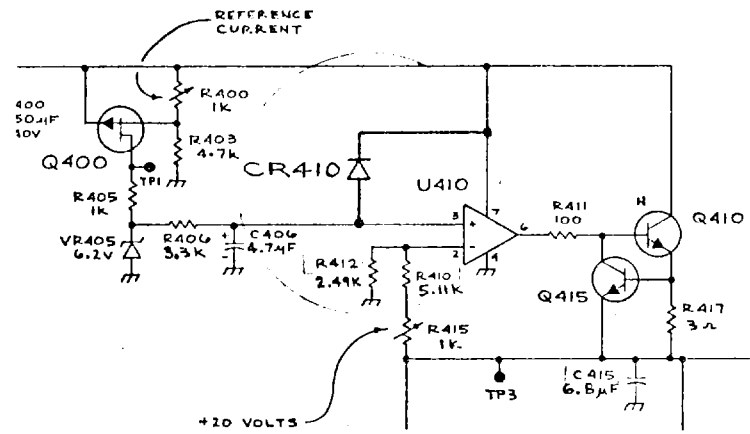 REFERENCE
CURRENT
R400
1K
400
50µF
10V
Q400
R403
4.7K
TP1
CR410
U410
R405
1K
VR405
6.2V
R406
3.3K
C406
4.7µF
+
-
3
+
2
-
7
6
4
R411
100
H
Q410
Q415
R412
2.49K
R410
5.11K
R415
1K
R417
3Ω
TP3
C415
6.8µF
+20 VOLTS